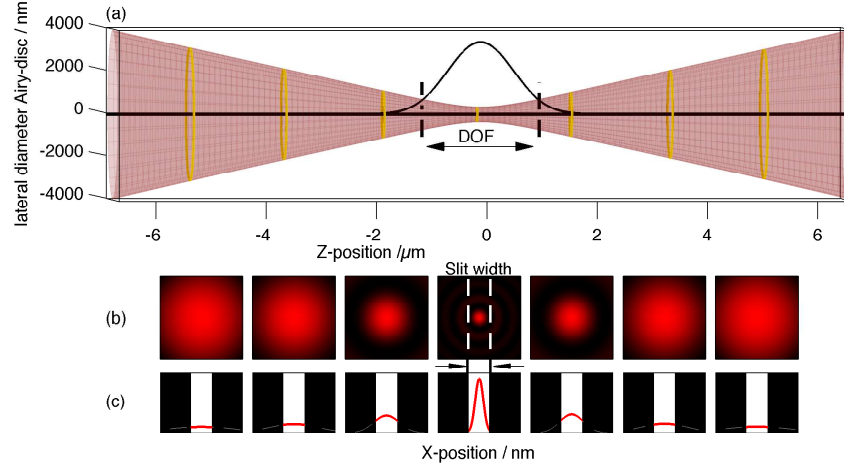 (a)
lateral diameter Airy-disc / nm
4000
2000
0
-2000
-4000
DOF
-6 -4 -2 0 2 4 6
Z-position /µm
Slit width
(b)
(c)
X-position / nm